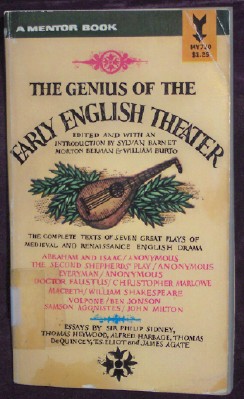 A MENTOR BOOK
MY720
$1.25
THE GENIUS OF THE
EARLY ENGLISH THEATER
EDITED AND WITH AN
INTRODUCTION BY SYLVAN BARNET
MORTON BERMAN & WILLIAM BURTO
THE COMPLETE TEXTS OF SEVEN GREAT PLAYS OF
MEDIEVAL AND RENAISSANCE ENGLISH DRAMA
ABRAHAM AND ISAAC/ANONYMOUS
THE SECOND SHEPHERDS' PLAY/ANONYMOUS
EVERYMAN/ANONYMOUS
DOCTOR FAUSTUS/CHRISTOPHER MARLOWE
MACBETH/WILLIAM SHAKESPEARE
VOLPONE/BEN JONSON
SAMSON AGONISTES/JOHN MILTON
ESSAYS BY SIR PHILIP SIDNEY,
THOMAS HEYWOOD, ALFRED HARBAGE, THOMAS
DeQUINCEY, T.S. ELIOT and JAMES AGATE